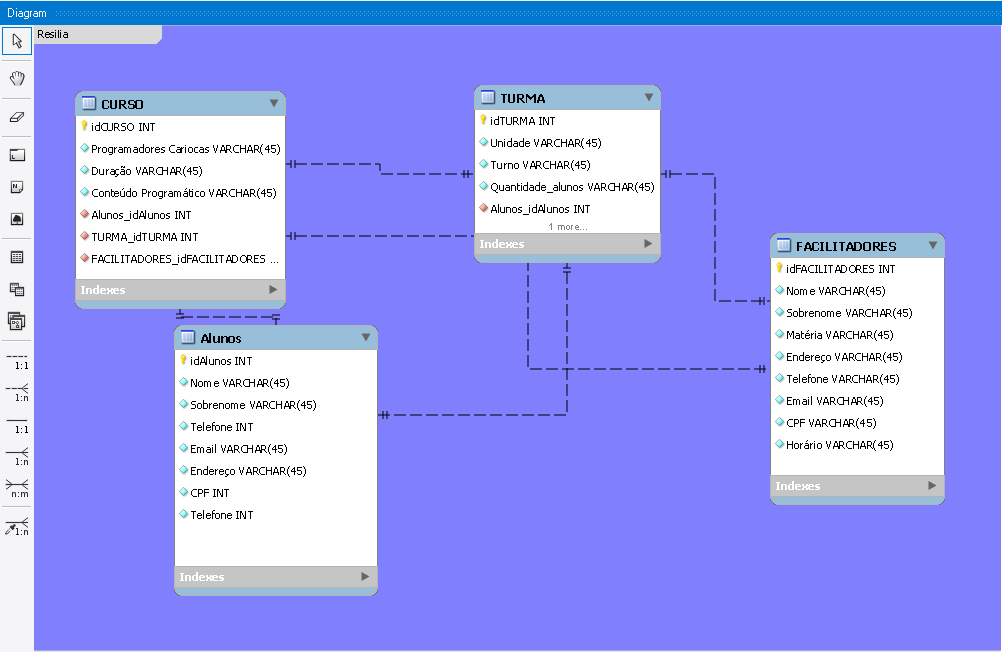 Diagram
Resilia
CURSO
idCURSO INT
Programadores Cariocas VARCHAR(45)
Duração VARCHAR(45)
Conteúdo Programático VARCHAR(45)
Alunos_idAlunos INT
TURMA_idTURMA INT
FACILITADORES_idFACILITADORES ...
Indexes
TURMA
idTURMA INT
Unidade VARCHAR(45)
Turno VARCHAR(45)
Quantidade_alunos VARCHAR(45)
Alunos_idAlunos INT
1 more...
Indexes
FACILITADORES
idFACILITADORES INT
Nome VARCHAR(45)
Sobrenome VARCHAR(45)
Matéria VARCHAR(45)
Endereço VARCHAR(45)
Telefone VARCHAR(45)
Email VARCHAR(45)
CPF VARCHAR(45)
Horário VARCHAR(45)
Indexes
Alunos
idAlunos INT
Nome VARCHAR(45)
Sobrenome VARCHAR(45)
Telefone INT
Email VARCHAR(45)
Endereço VARCHAR(45)
CPF INT
Telefone INT
Indexes
1:1
1:n
1:1
1:n
n:m
1:n